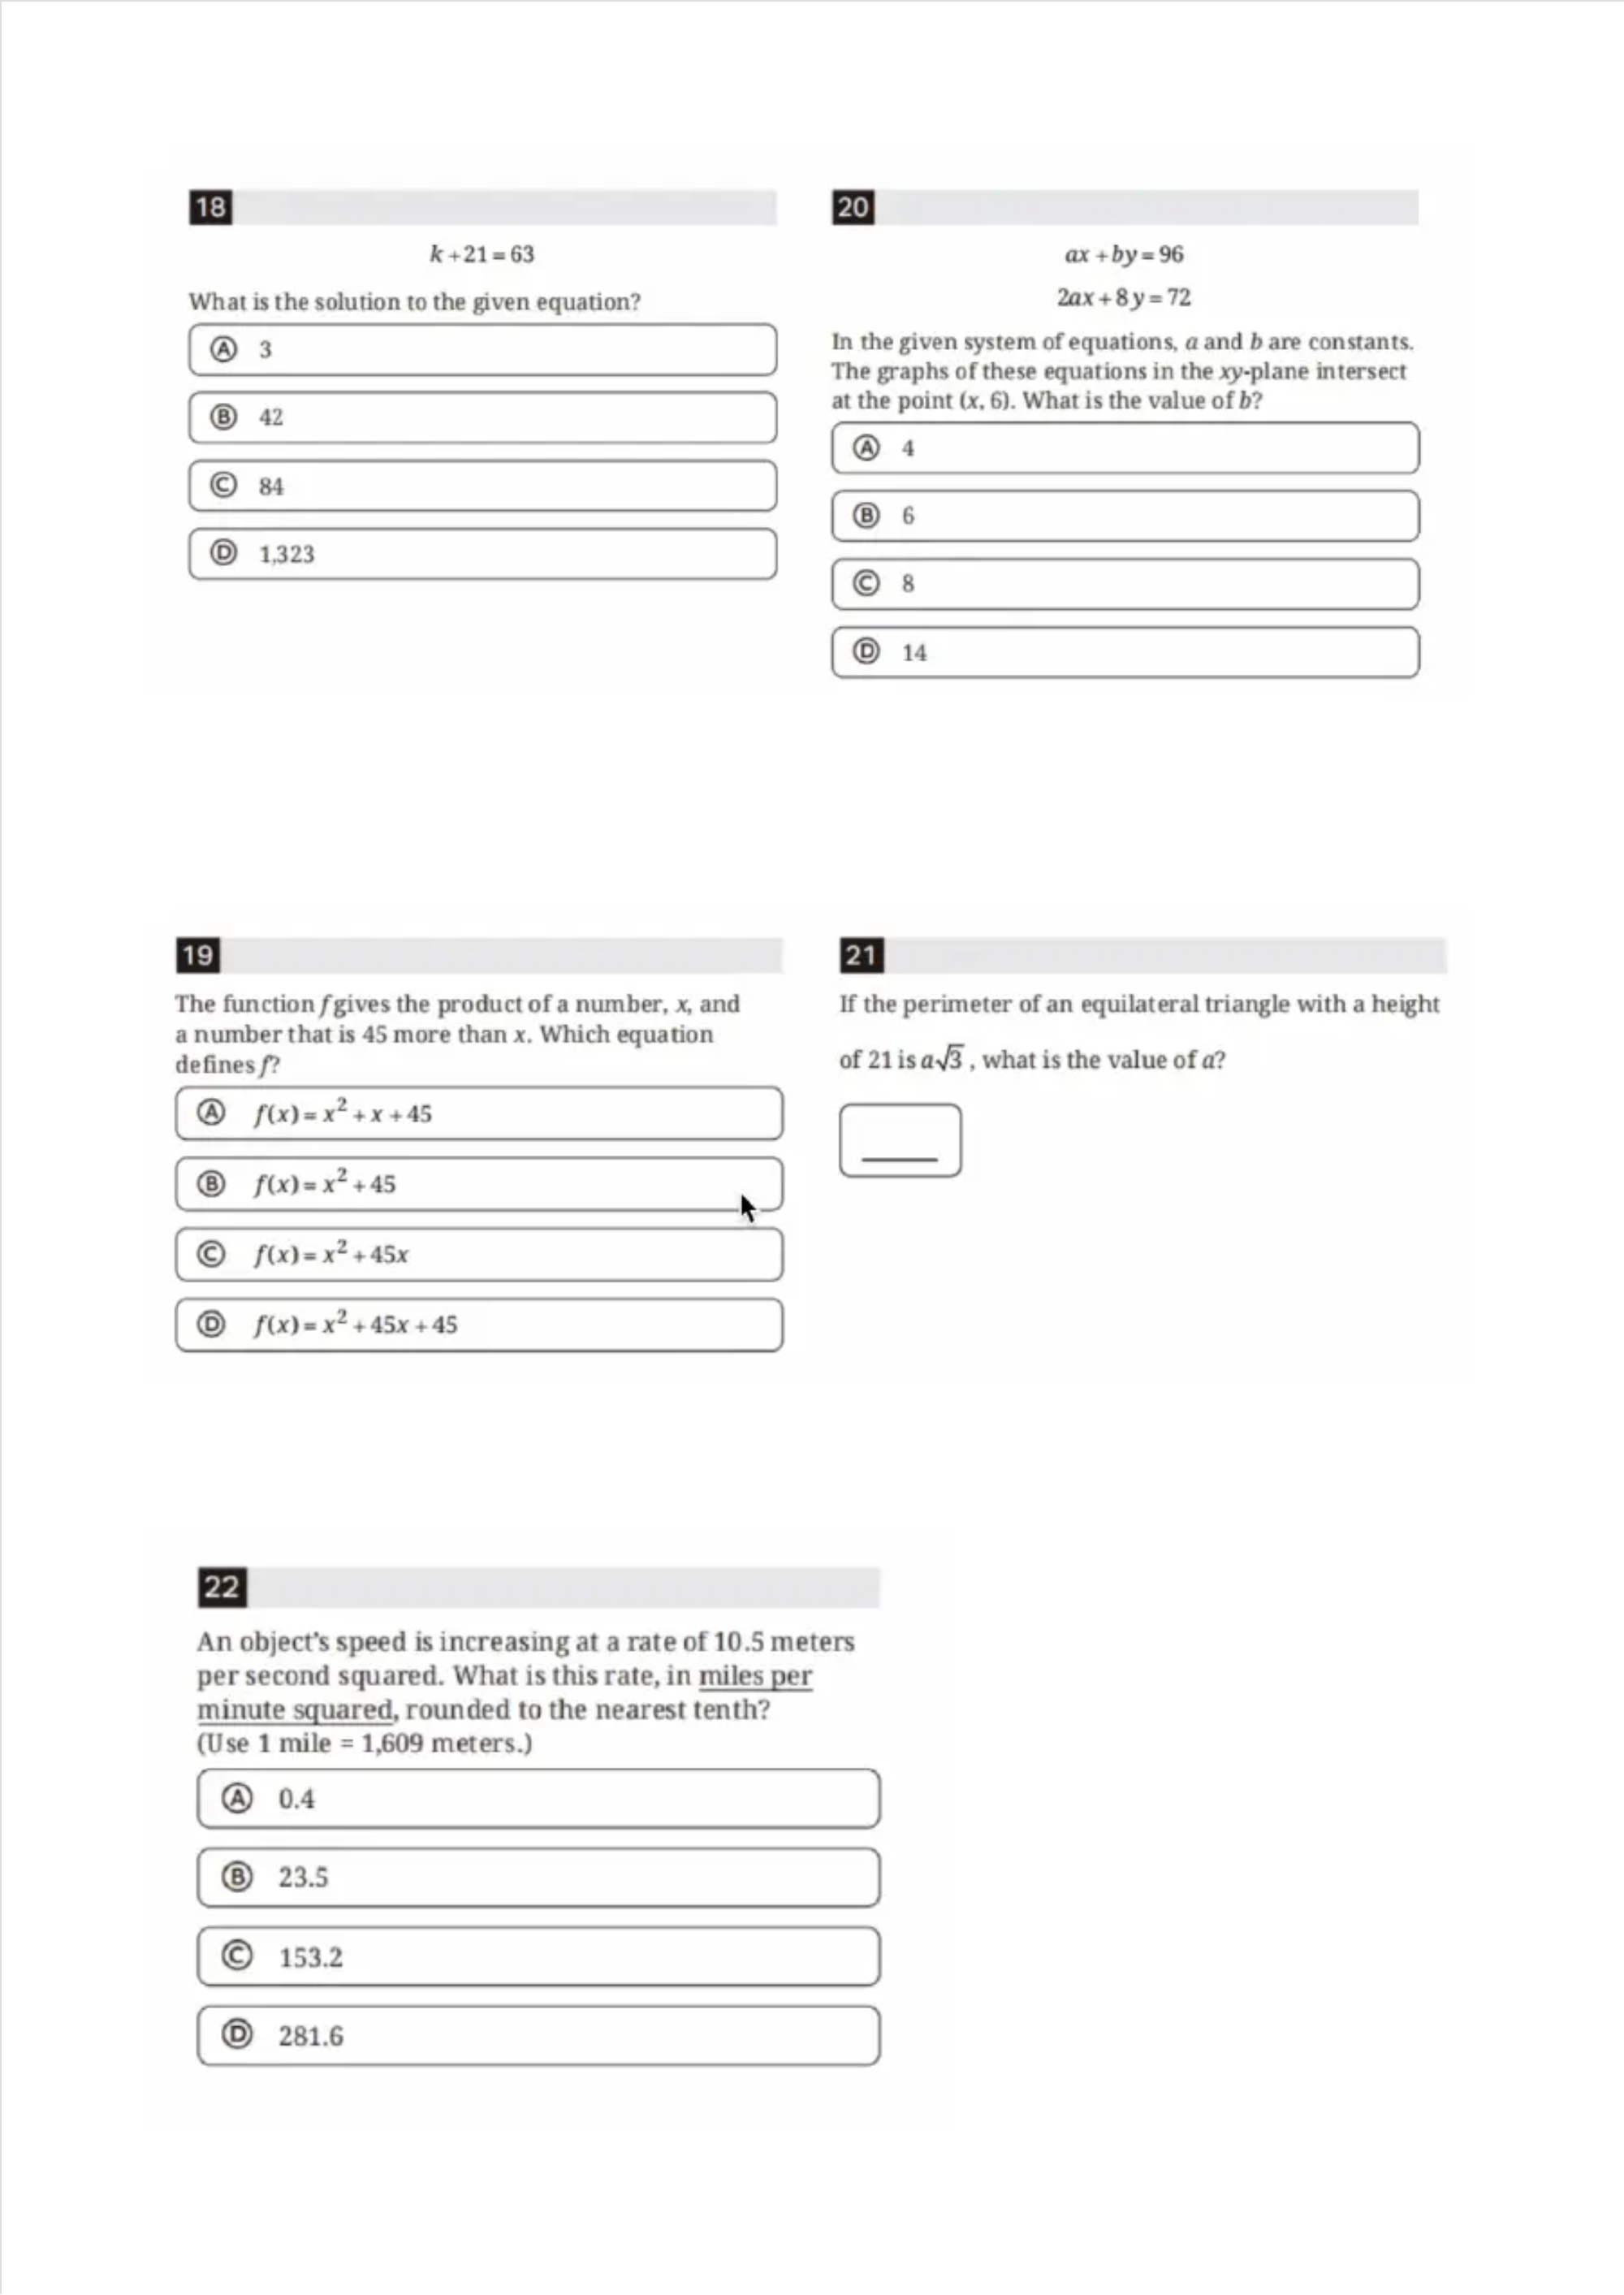 18
k + 21 = 63
What is the solution to the given equation?
Ⓐ 3
Ⓑ 42
Ⓒ 84
Ⓓ 1,323
20
ax + by = 96
2ax + 8y = 72
In the given system of equations, a and b are constants.
The graphs of these equations in the xy-plane intersect
at the point (x, 6). What is the value of b?
Ⓐ 4
Ⓑ 6
Ⓒ 8
Ⓓ 14
19
The function f gives the product of a number, x, and
a number that is 45 more than x. Which equation
defines f?
Ⓐ f(x) = x² + x + 45
Ⓑ f(x) = x² + 45
Ⓒ f(x) = x² + 45x
Ⓓ f(x) = x² + 45x + 45
21
If the perimeter of an equilateral triangle with a height
of 21 is a√3 , what is the value of a?
22
An object's speed is increasing at a rate of 10.5 meters
per second squared. What is this rate, in miles per
minute squared, rounded to the nearest tenth?
(Use 1 mile = 1,609 meters.)
Ⓐ 0.4
Ⓑ 23.5
Ⓒ 153.2
Ⓓ 281.6